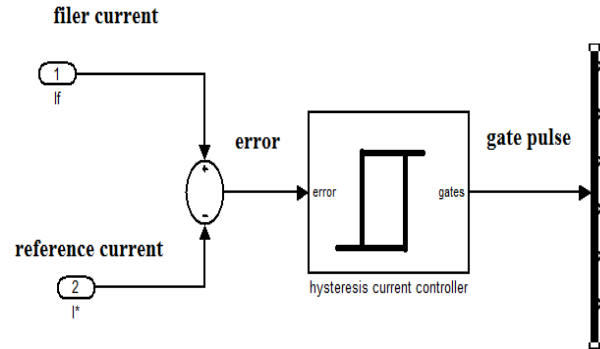 filer current
1
If
+
error
gate pulse
error
gates
-
reference current
2
I*
hysteresis current controller